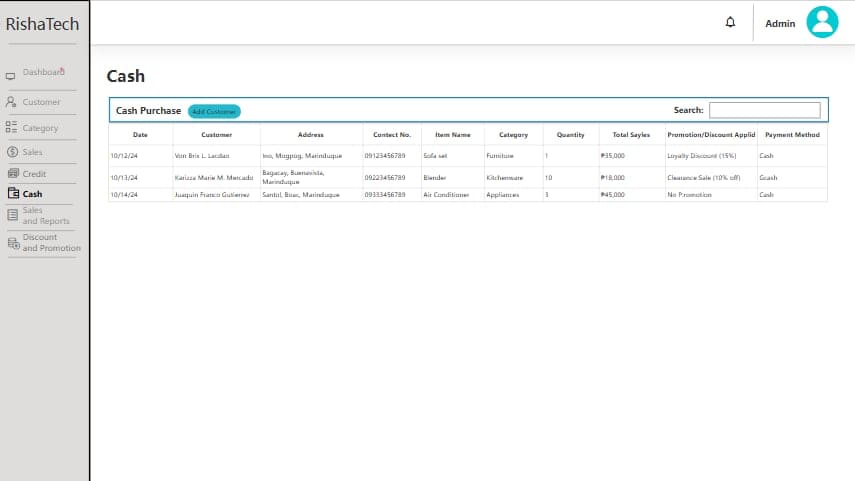 RishaTech
Admin
Dashboard
Customer
Category
Sales
Credit
Cash
Sales
and Reports
Discount
and Promotion
Cash
Cash Purchase Add Customer Search:
Date Customer Address Contect No. Item Name Category Quantity Total Sayles Promotion/Discount Applid Payment Method
10/12/24 Von Brix L. Lacdao Ino, Mogpog, Marinduque 09123456789 Sofa set Furniture 1 ₱35,000 Loyalty Discount (15%) Cash
10/13/24 Karizza Marie M. Mercado Bagacay, Buenavista, Marinduque 09223456789 Blender Kitchenware 10 ₱18,000 Clearance Sale (10% off) Gcash
10/14/24 Juaquin Franco Gutierrez Santol, Boac, Marinduque 09333456789 Air Conditioner Appliances 3 ₱45,000 No Promotion Cash